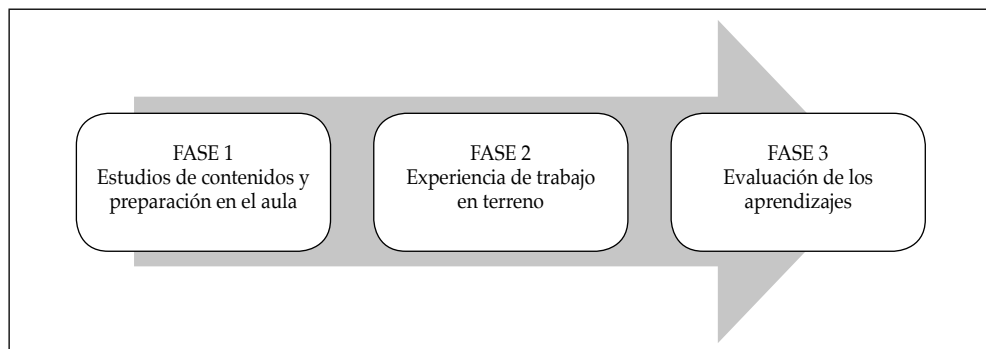 FASE 1
Estudios de contenidos y
preparación en el aula
FASE 2
Experiencia de trabajo
en terreno
FASE 3
Evaluación de los
aprendizajes